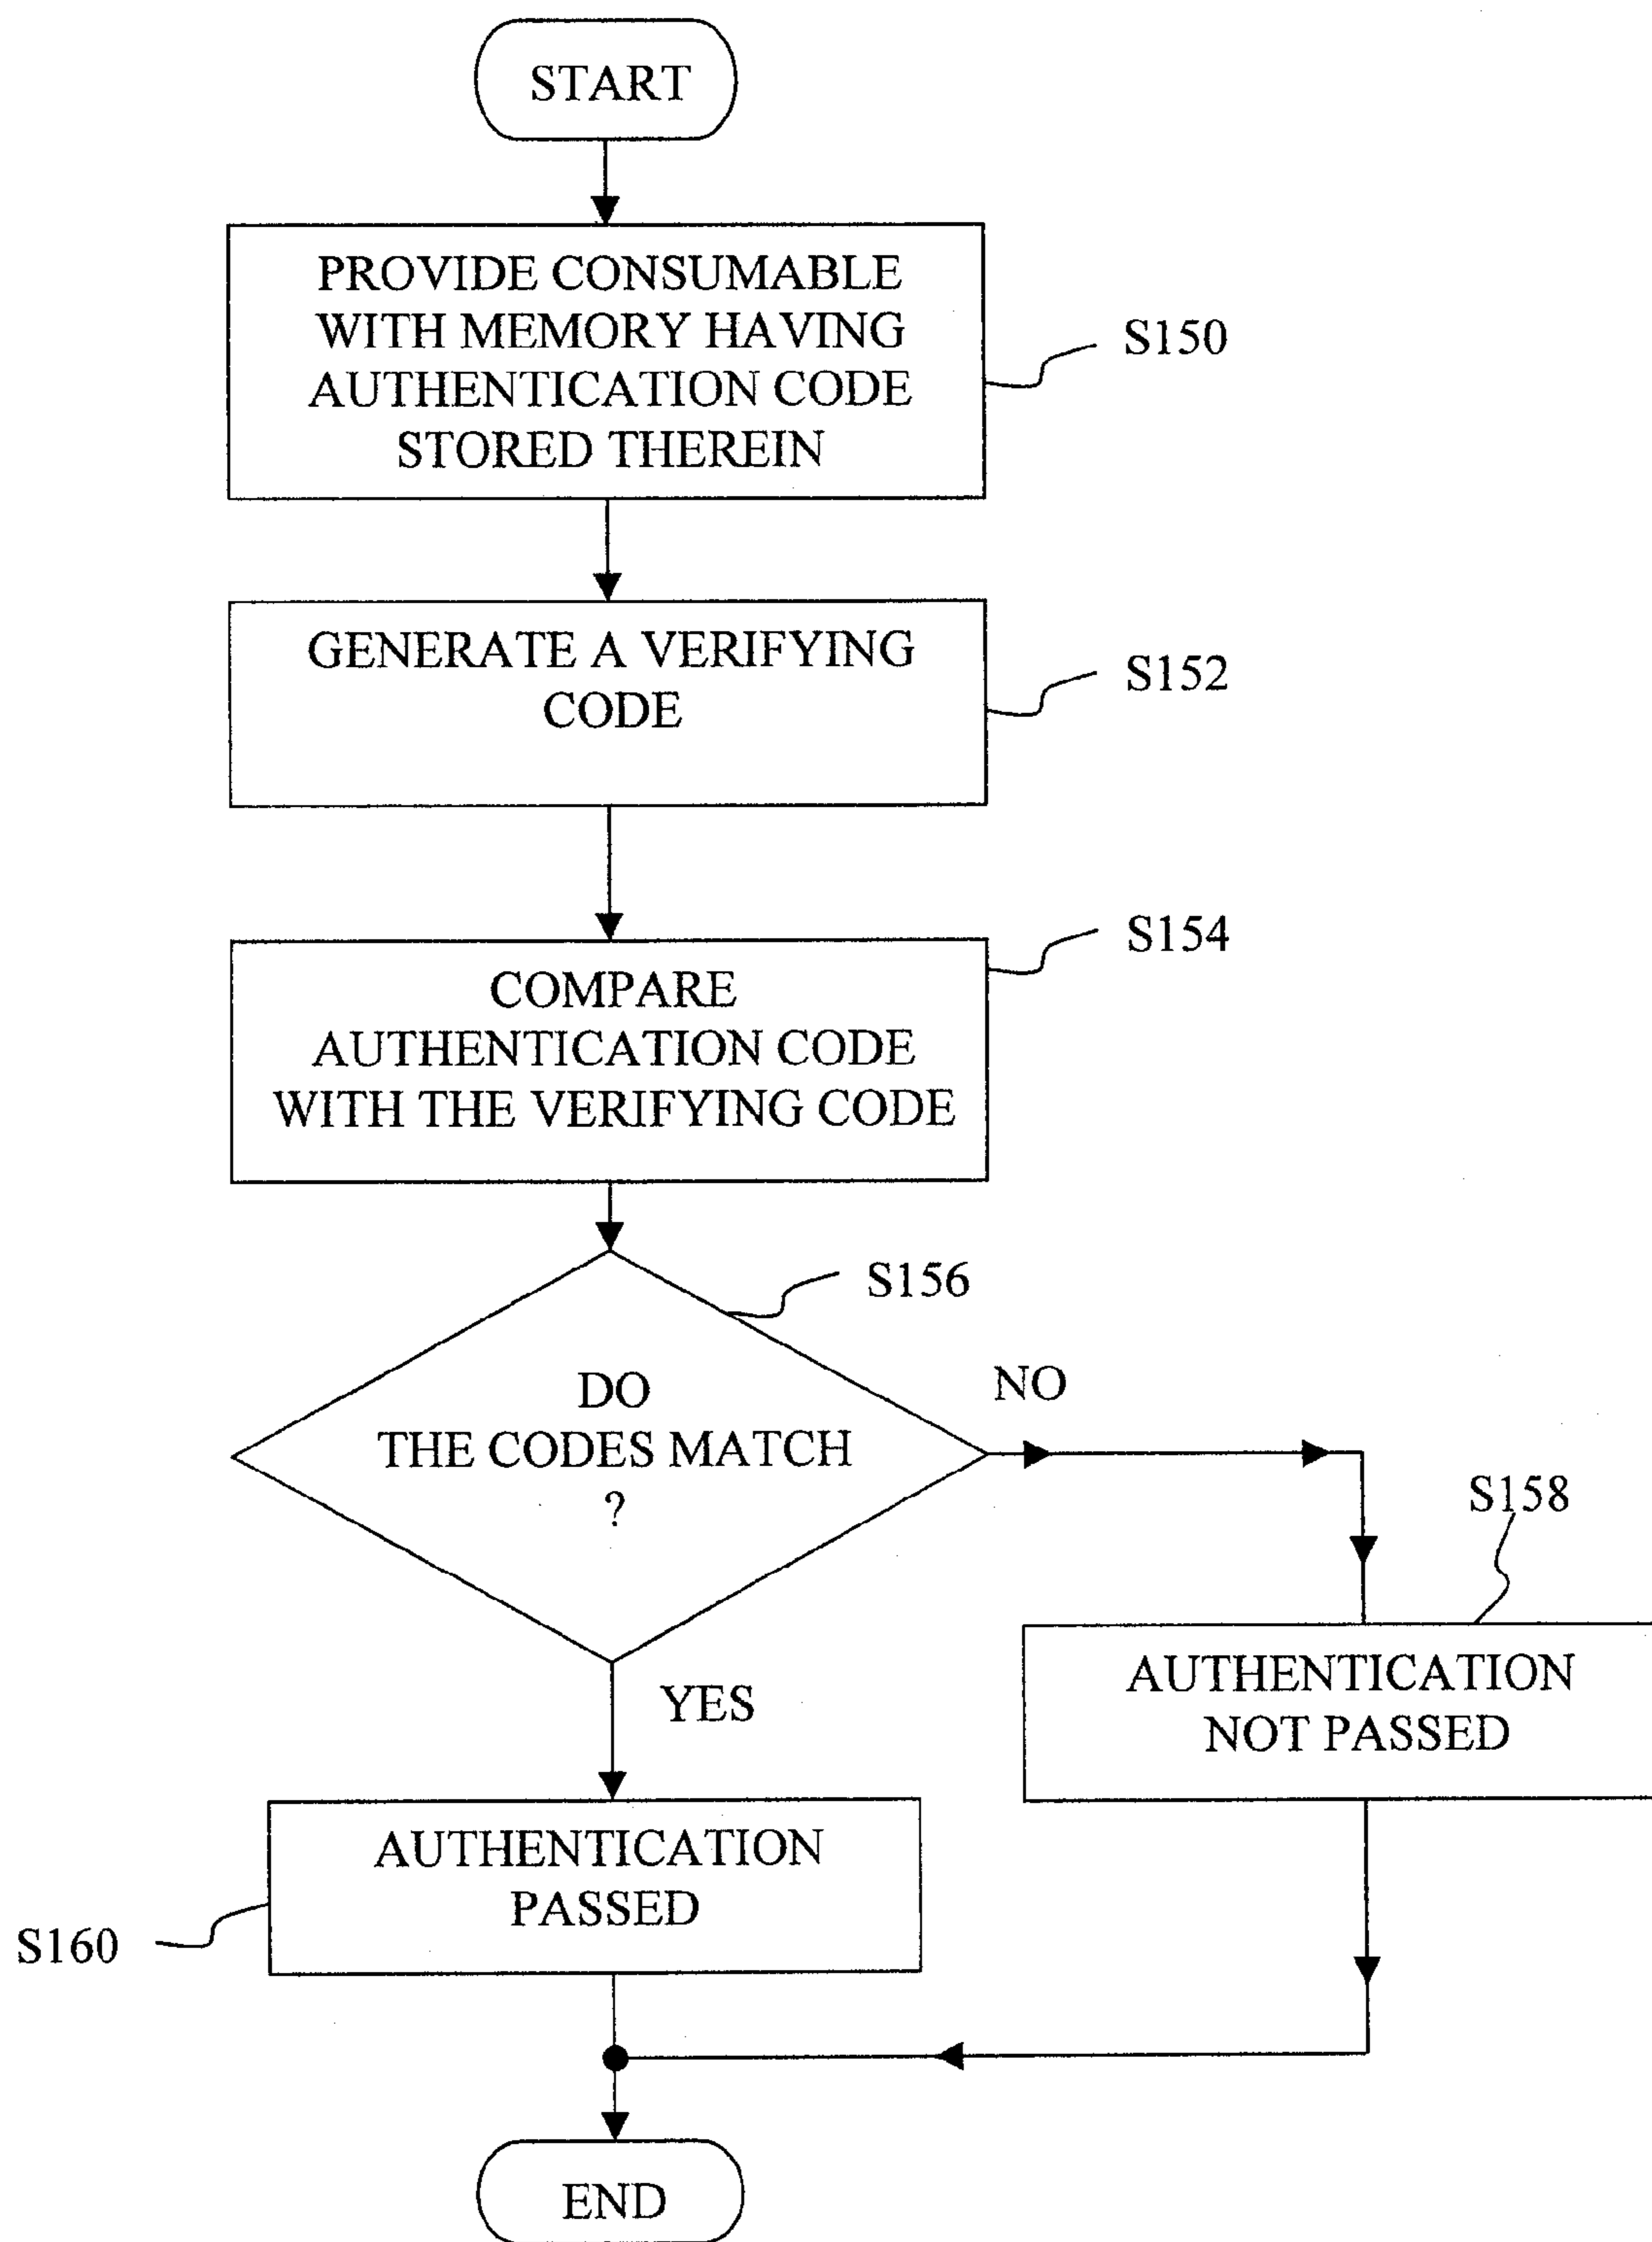 START
PROVIDE CONSUMABLE
WITH MEMORY HAVING
AUTHENTICATION CODE
STORED THEREIN
S150
GENERATE A VERIFYING
CODE
S152
COMPARE
AUTHENTICATION CODE
WITH THE VERIFYING CODE
S154
DO
THE CODES MATCH
?
S156
NO
YES
S158
AUTHENTICATION
NOT PASSED
AUTHENTICATION
PASSED
S160
END